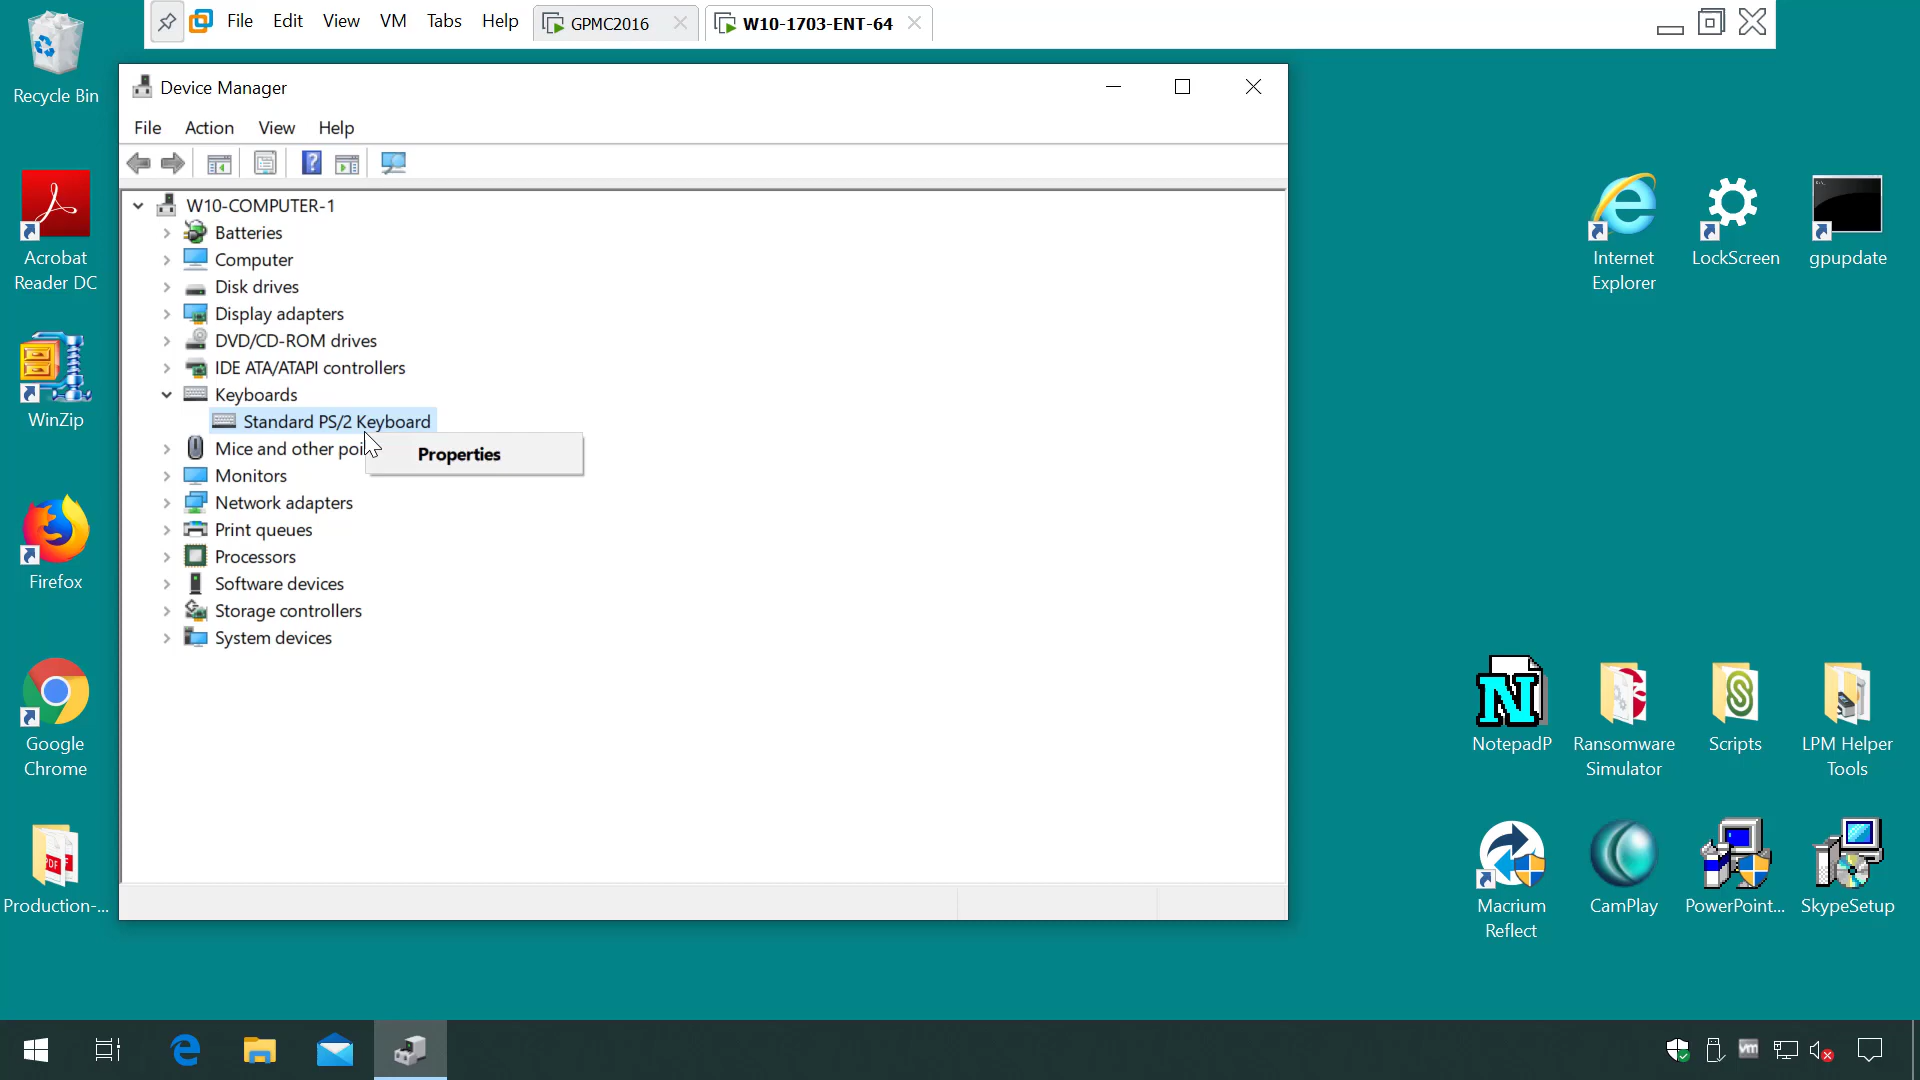 File Edit View VM Tabs Help GPMC2016 W10-1703-ENT-64
Recycle Bin
Acrobat
Reader DC
WinZip
Firefox
Google
Chrome
Production-...
Device Manager
File Action View Help
W10-COMPUTER-1
Batteries
Computer
Disk drives
Display adapters
DVD/CD-ROM drives
IDE ATA/ATAPI controllers
Keyboards
Standard PS/2 Keyboard
Mice and other poi
Properties
Monitors
Network adapters
Print queues
Processors
Software devices
Storage controllers
System devices
Internet
Explorer
LockScreen
gpupdate
NotepadP
Ransomware
Simulator
Scripts
LPM Helper
Tools
Macrium
Reflect
CamPlay
PowerPoint...
SkypeSetup
vm